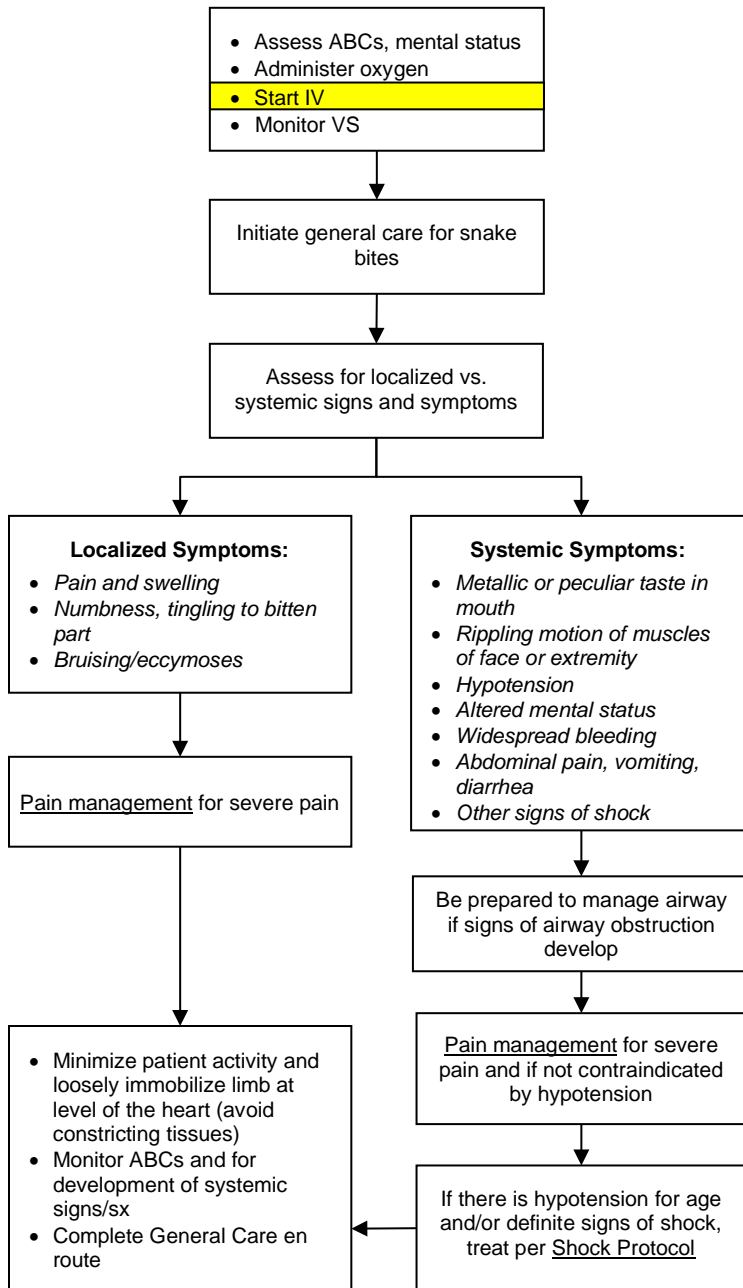 • Assess ABCs, mental status
• Administer oxygen
• Start IV
• Monitor VS
Initiate general care for snake
bites
Assess for localized vs.
systemic signs and symptoms
Localized Symptoms:
• Pain and swelling
• Numbness, tingling to bitten
part
• Bruising/eccymoses
Pain management for severe pain
Systemic Symptoms:
• Metallic or peculiar taste in
mouth
• Rippling motion of muscles
of face or extremity
• Hypotension
• Altered mental status
• Widespread bleeding
• Abdominal pain, vomiting,
diarrhea
• Other signs of shock
Be prepared to manage airway
if signs of airway obstruction
develop
Pain management for severe
pain and if not contraindicated
by hypotension
If there is hypotension for age
and/or definite signs of shock,
treat per Shock Protocol
• Minimize patient activity and
loosely immobilize limb at
level of the heart (avoid
constricting tissues)
• Monitor ABCs and for
development of systemic
signs/sx
• Complete General Care en
route